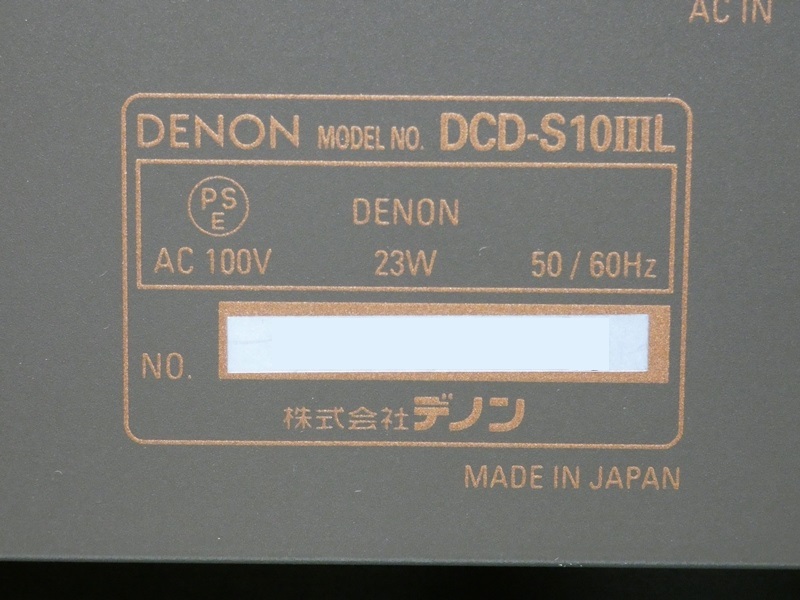 AC IN
DENON MODEL NO. DCD-S10IIIL
PS
E
DENON
AC 100V 23W 50 / 60Hz
NO.
株式会社デノン
MADE IN JAPAN